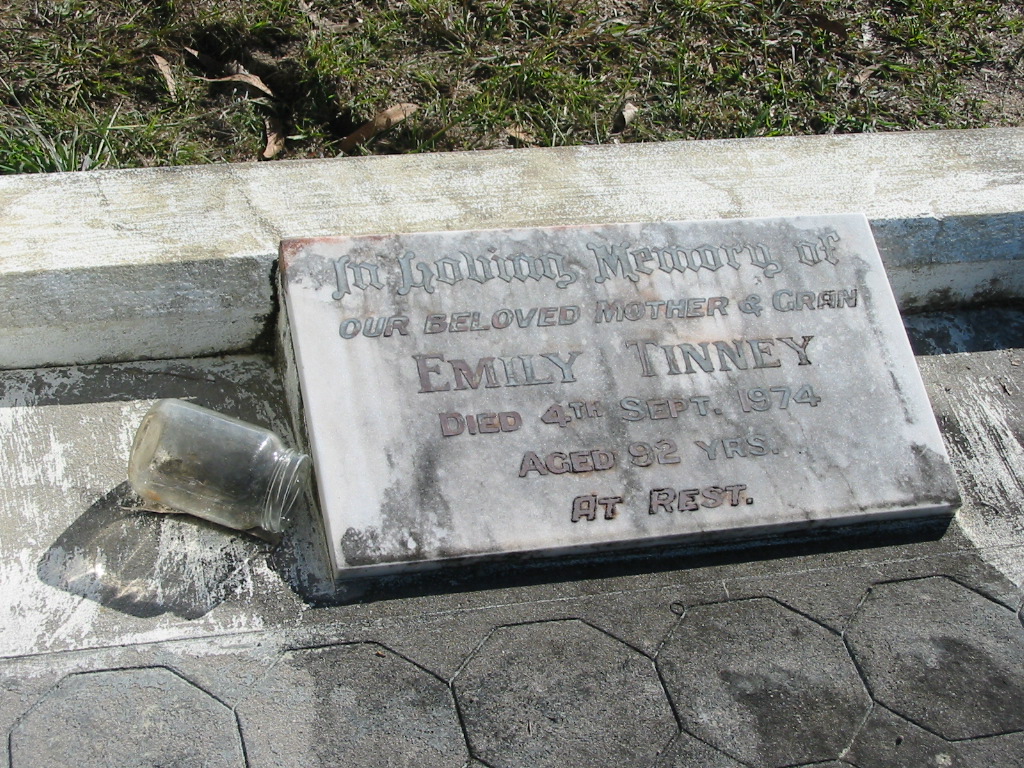 In Loving Memory of
OUR BELOVED MOTHER & GRAN
EMILY TINNEY
DIED 4TH SEPT. 1974
AGED 92 YRS.
AT REST.